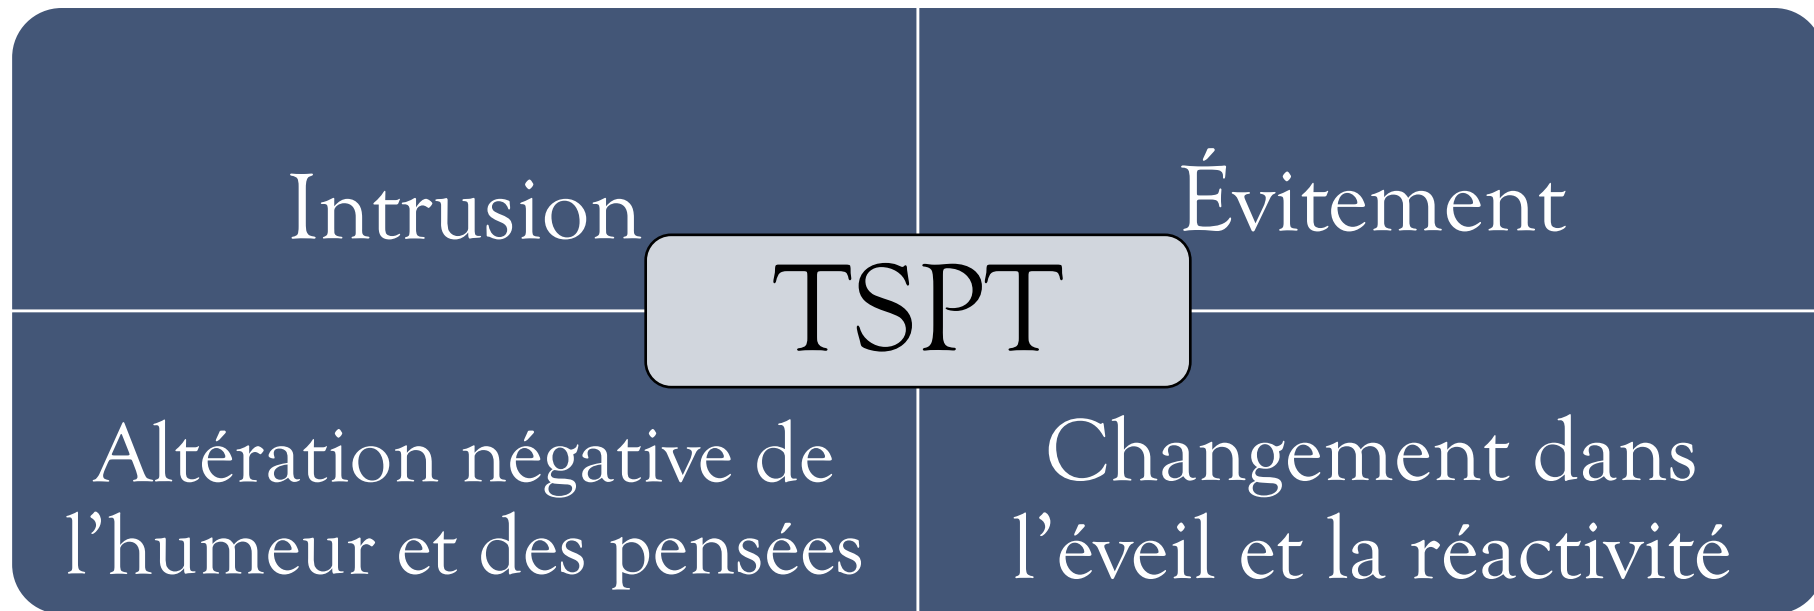 Intrusion
Évitement
TSPT
Altération négative de
l’humeur et des pensées
Changement dans
l’éveil et la réactivité